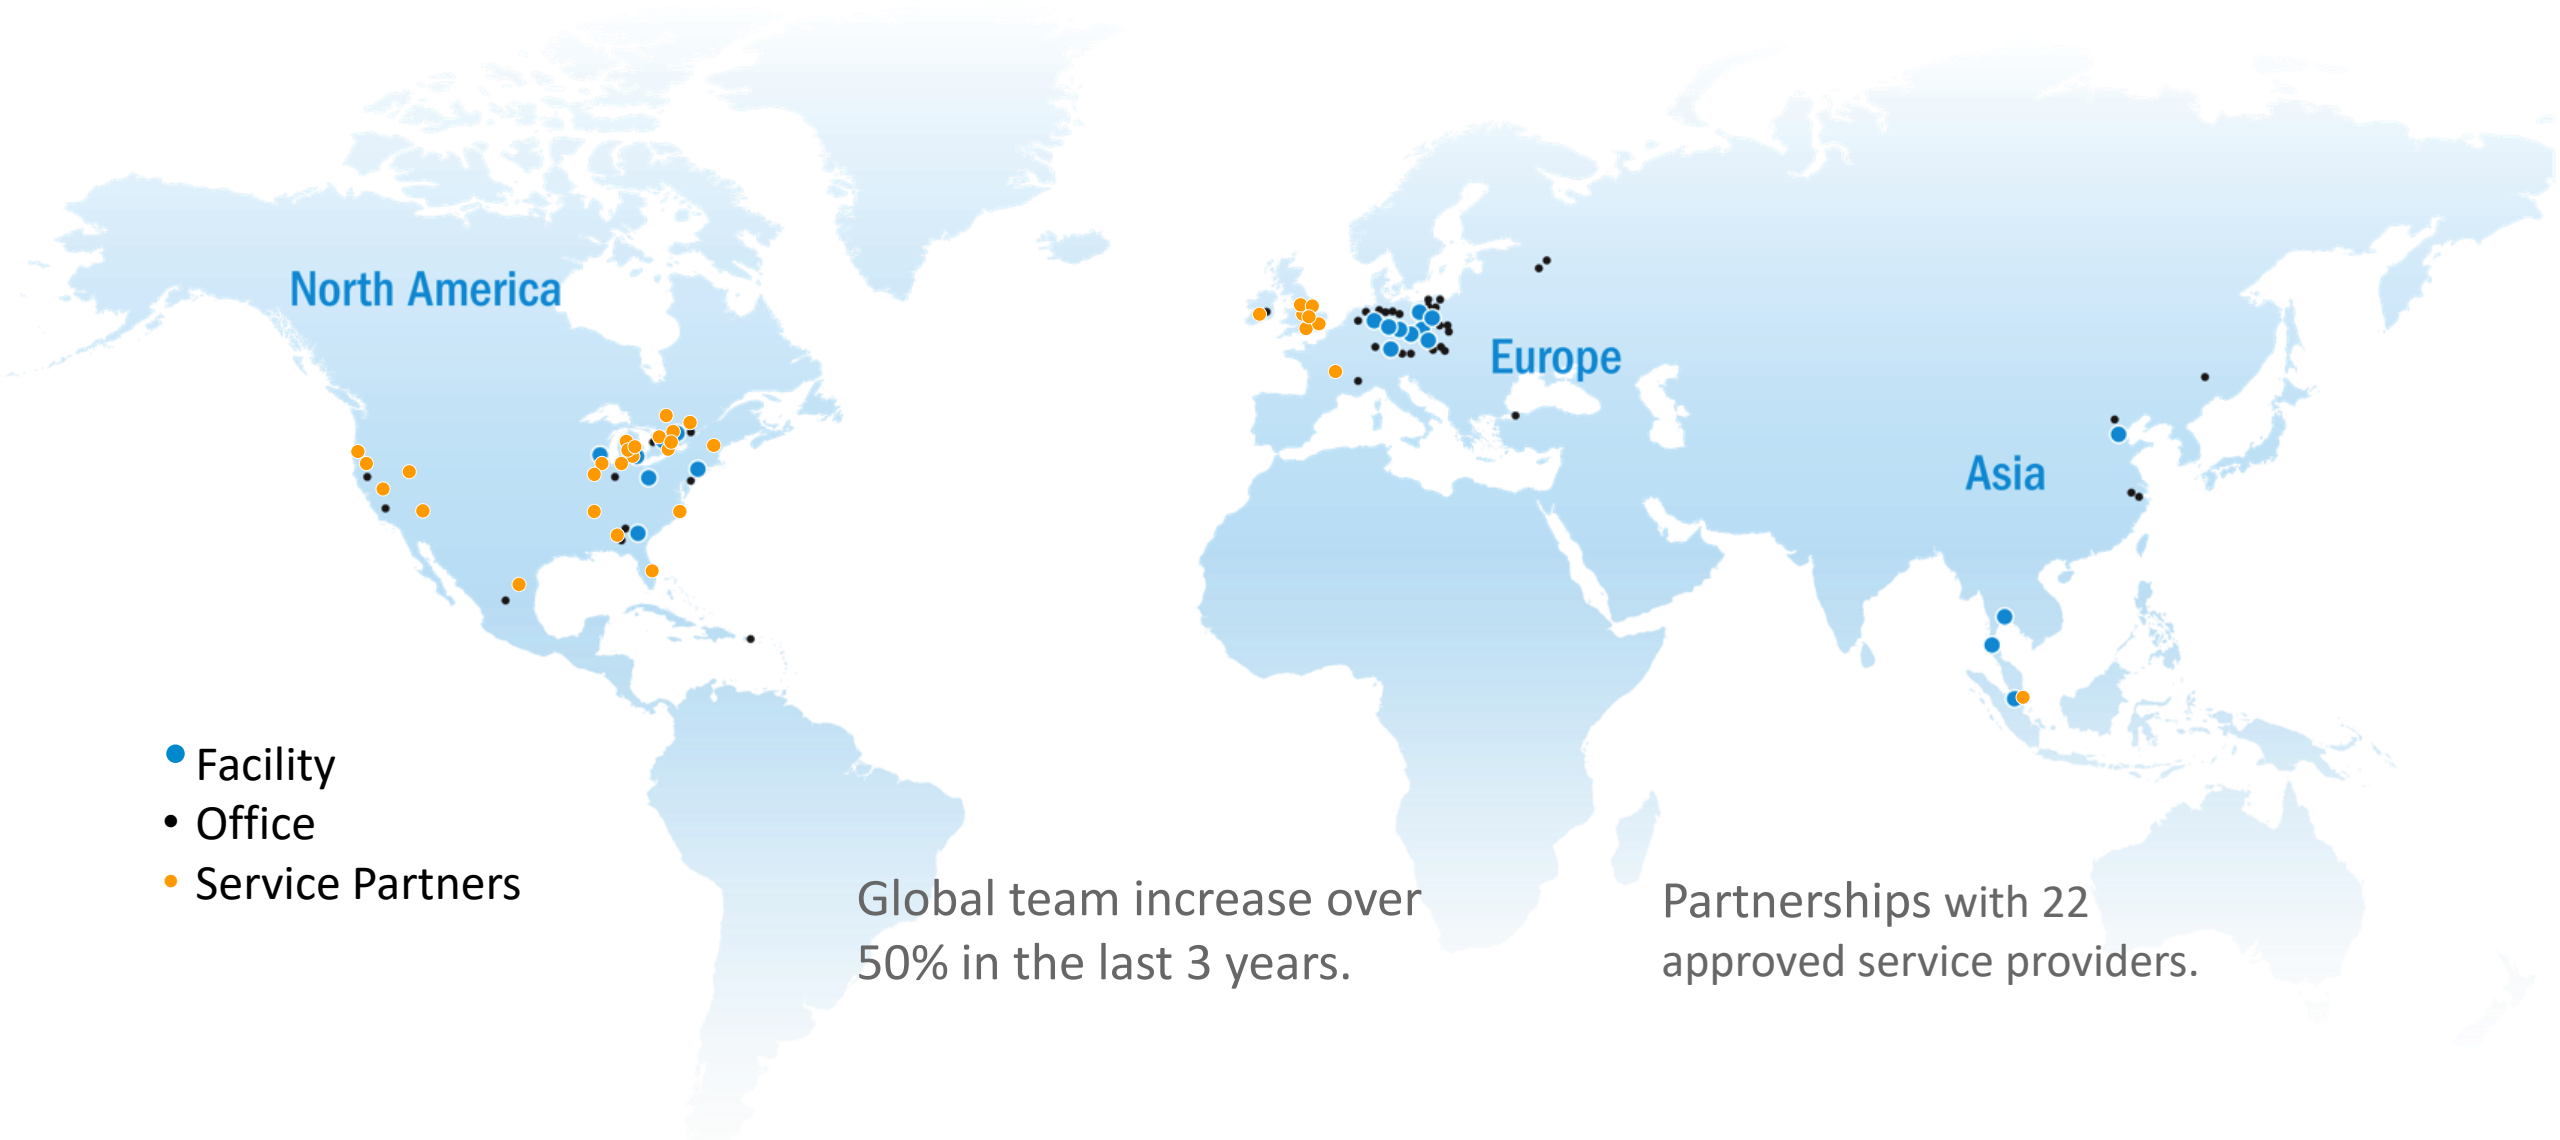 North America
Europe
Asia
Facility
Office
Service Partners
Global team increase over
50% in the last 3 years.
Partnerships with 22
approved service providers.